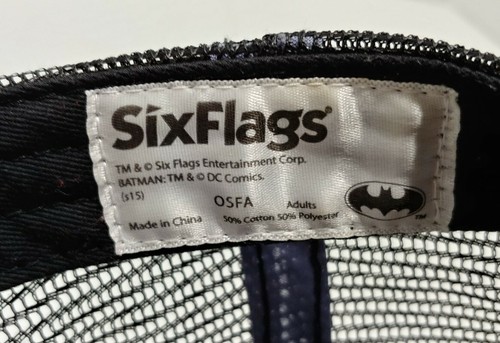 SixFlags®
TM & © Six Flags Entertainment Corp.
BATMAN: TM & © DC Comics.
(s15)
OSFA Adults
Made in China 50% Cotton 50% Polyester
TM